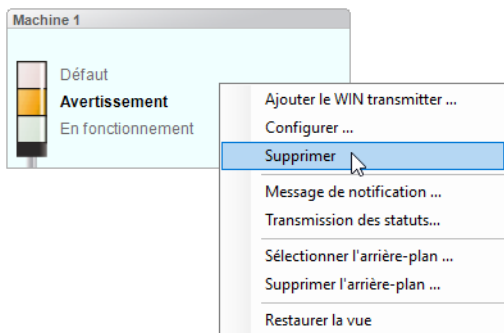 Machine 1
Défaut
Avertissement
En fonctionnement
Ajouter le WIN transmitter ...
Configurer ...
Supprimer
Message de notification ...
Transmission des statuts...
Sélectionner l'arrière-plan ...
Supprimer l'arrière-plan ...
Restaurer la vue